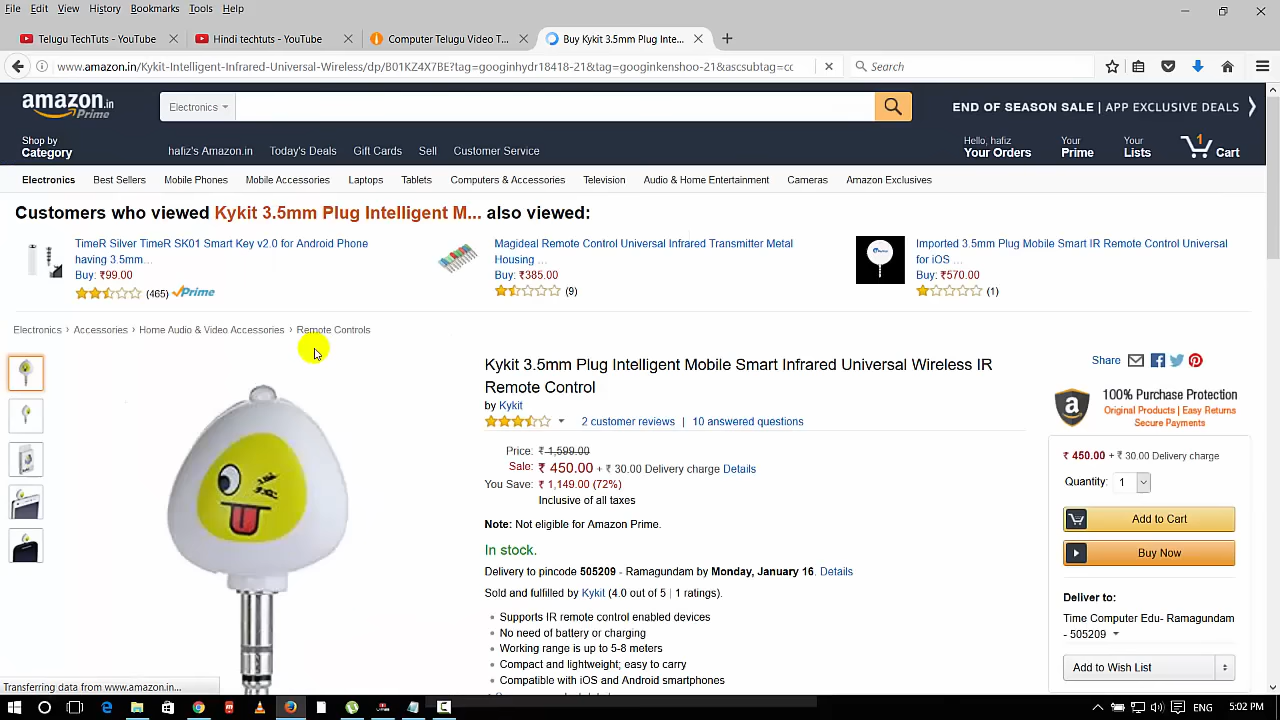 File Edit View History Bookmarks Tools Help
Telugu TechTuts - YouTube
Hindi techtuts - YouTube
Computer Telugu Video T...
Buy Kykit 3.5mm Plug Inte...
www.amazon.in/Kykit-Intelligent-Infrared-Universal-Wireless/dp/B01KZ4X7BE?tag=googinhydr18418-21&tag=googinkenshoo-21&ascsubtag=cc
Search
amazon.in
Prime
Electronics
END OF SEASON SALE | APP EXCLUSIVE DEALS
Shop by
Category
hafiz's Amazon.in Today's Deals Gift Cards Sell Customer Service
Hello, hafiz
Your Orders
Your
Prime
Your
Lists
1
Cart
Electronics Best Sellers Mobile Phones Mobile Accessories Laptops Tablets Computers & Accessories Television Audio & Home Entertainment Cameras Amazon Exclusives
Customers who viewed Kykit 3.5mm Plug Intelligent M... also viewed:
TimeR Silver TimeR SK01 Smart Key v2.0 for Android Phone
having 3.5mm...
Buy: ₹99.00
(465) Prime
Magideal Remote Control Universal Infrared Transmitter Metal
Housing ...
Buy: ₹385.00
(9)
Imported 3.5mm Plug Mobile Smart IR Remote Control Universal
for iOS ...
Buy: ₹570.00
(1)
Electronics › Accessories › Home Audio & Video Accessories › Remote Controls
Kykit 3.5mm Plug Intelligent Mobile Smart Infrared Universal Wireless IR
Remote Control
by Kykit
2 customer reviews | 10 answered questions
Price: ₹ 1,599.00
Sale: ₹ 450.00 + ₹ 30.00 Delivery charge Details
You Save: ₹ 1,149.00 (72%)
Inclusive of all taxes
Note: Not eligible for Amazon Prime.
In stock.
Delivery to pincode 505209 - Ramagundam by Monday, January 16. Details
Sold and fulfilled by Kykit (4.0 out of 5 | 1 ratings).
Supports IR remote control enabled devices
No need of battery or charging
Working range is up to 5-8 meters
Compact and lightweight; easy to carry
Compatible with iOS and Android smartphones
Share
a
100% Purchase Protection
Original Products | Easy Returns
Secure Payments
₹ 450.00 + ₹ 30.00 Delivery charge
Quantity: 1
Add to Cart
Buy Now
Deliver to:
Time Computer Edu- Ramagundam
- 505209
Add to Wish List
Transferring data from www.amazon.in...
ENG 5:02 PM